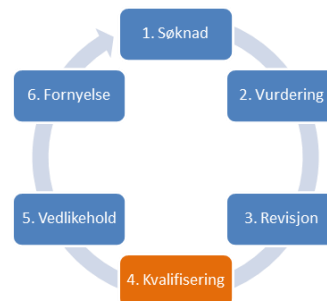 1. Søknad
2. Vurdering
3. Revisjon
4. Kvalifisering
5. Vedlikehold
6. Fornyelse